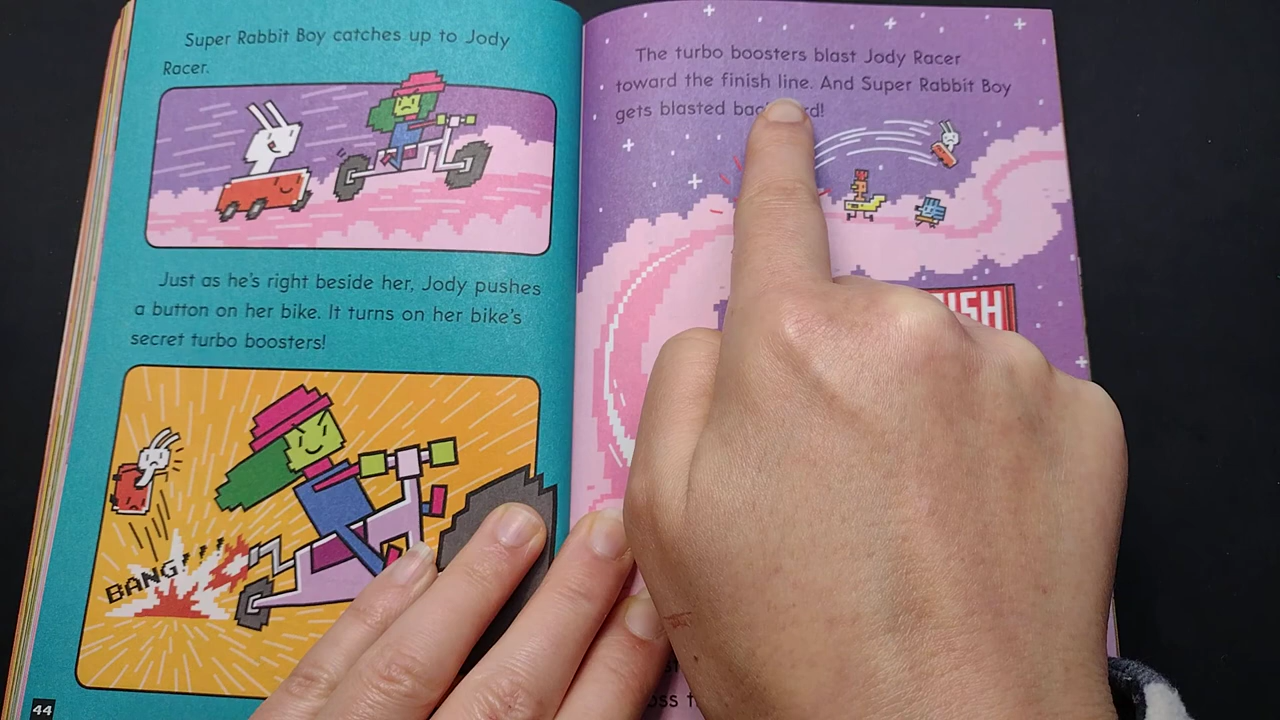 Super Rabbit Boy catches up to Jody
Racer.
Just as he's right beside her, Jody pushes
a button on her bike. It turns on her bike's
secret turbo boosters!
BANG!!!
44
The turbo boosters blast Jody Racer
toward the finish line. And Super Rabbit Boy
gets blasted